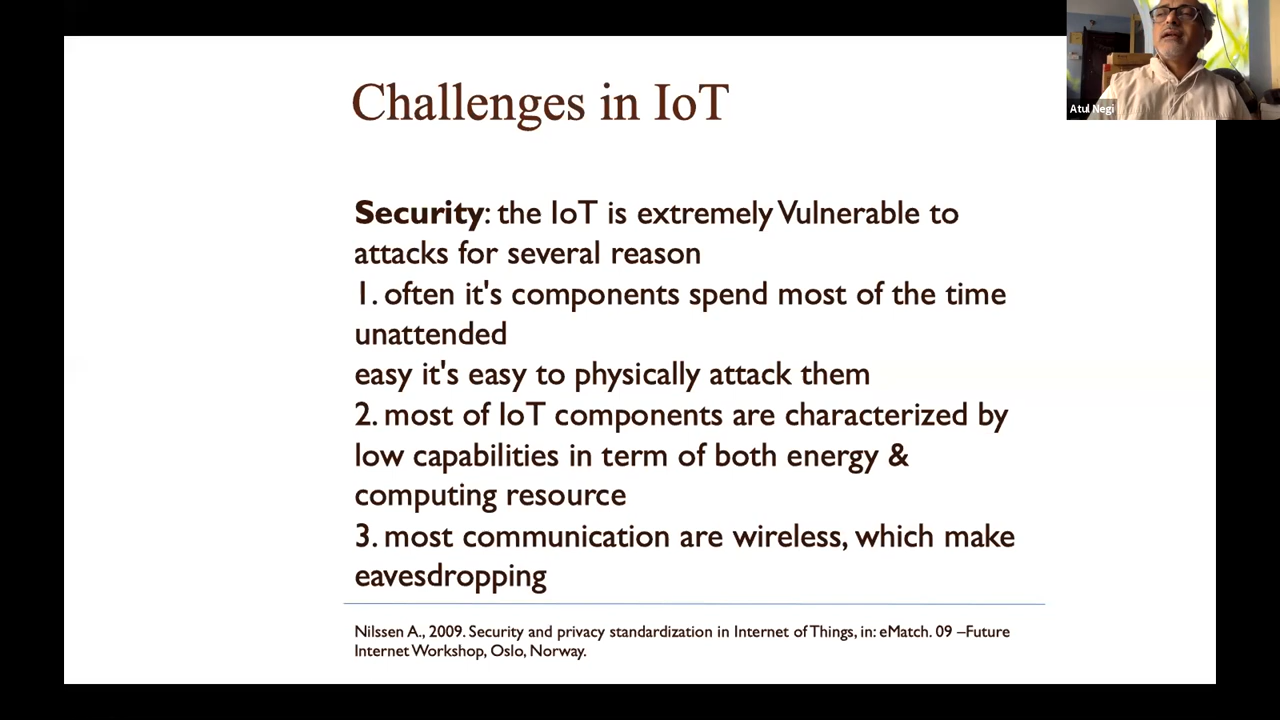 Challenges in IoT
Atul Negi
Security: the IoT is extremely Vulnerable to
attacks for several reason
1. often it's components spend most of the time
unattended
easy it's easy to physically attack them
2. most of IoT components are characterized by
low capabilities in term of both energy &
computing resource
3. most communication are wireless, which make
eavesdropping
Nilssen A., 2009. Security and privacy standardization in Internet of Things, in: eMatch. 09 –Future
Internet Workshop, Oslo, Norway.